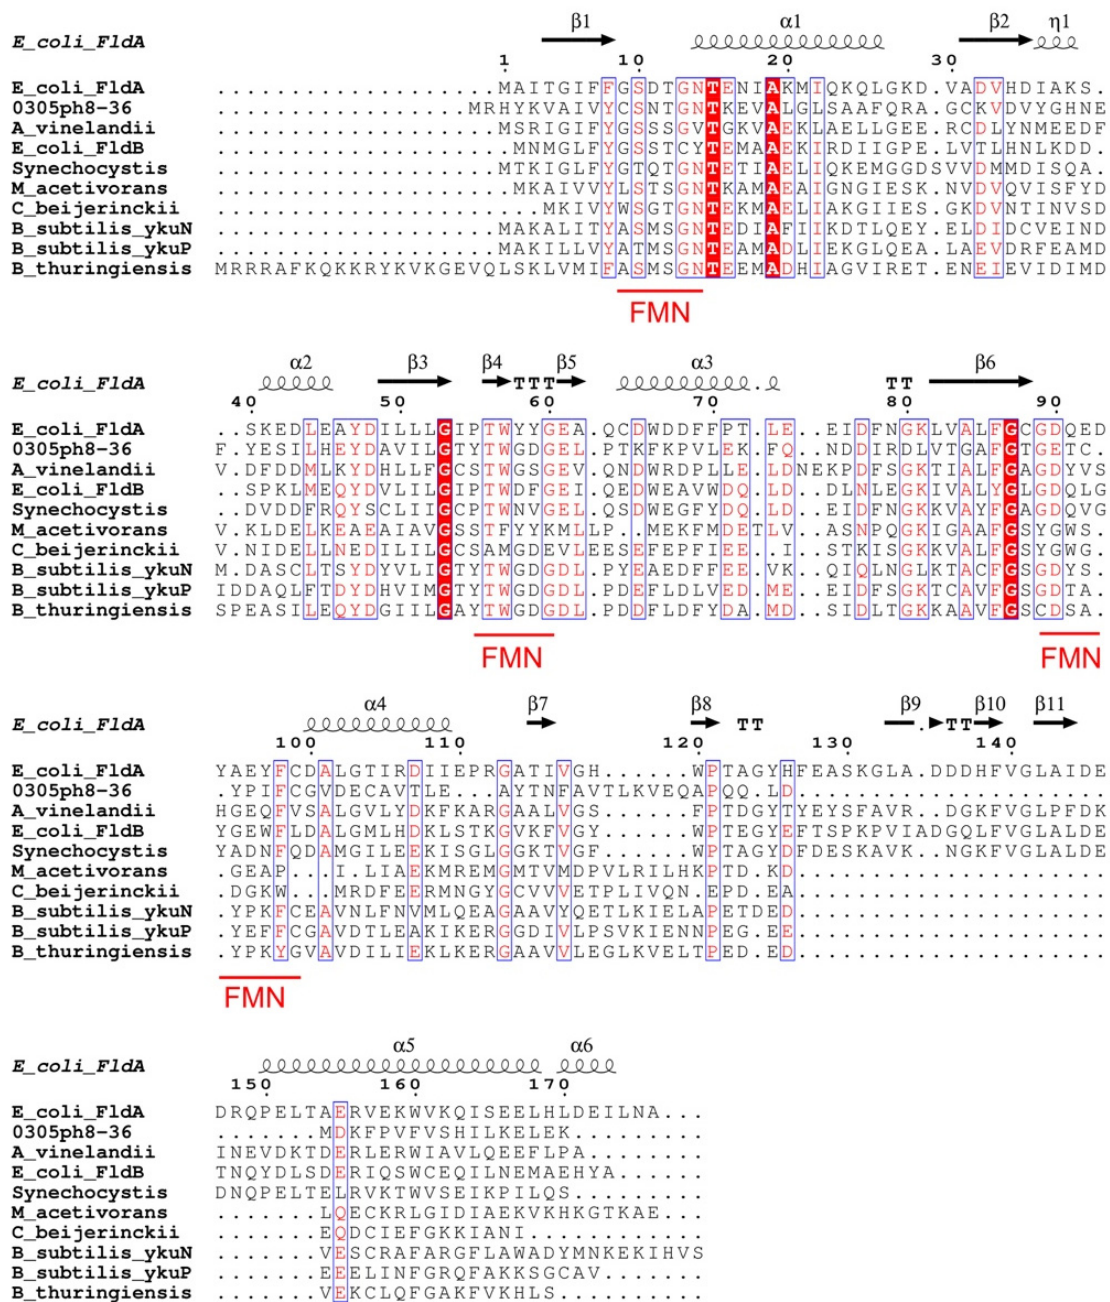 β1 α1 β2 η1
E_coli_FldA
1 10 20 30
E_coli_FldA ...................MAITGIFFGSDTGNTENIAKMIQKQLGKD.VADVHDIAKS.
0305ph8-36 .................MRHYKVAIVYCSNTGNTKEVALGLSAAFQRA.GCKVDVYGHNE
A_vinelandii ...................MSRIGIFYGSSSGVTGKVAEKLAELLGEE.RCDLYNMEEDF
E_coli_FldB ....................MNMGLFYGSSTCYTEMAAEKIRDIIGPE.LVTLHNLKDD.
Synechocystis ...................MTKIGLFYGTQTGNTETIAELIQKEMGGDSVVDMMDISQA.
M_acetivorans ....................MKAIVVYLSTSGNTKAMAEAIGNGIESK.NVDVQVISFYD
C_beijerinckii ......................MKIVYWSGTGNTEKMAELIAKGIIES.GKDVNTINVSD
B_subtilis_ykuN ...................MAKALITYASMSGNTEDIAFIIKDTLQEY.ELDIDCVEIND
B_subtilis_ykuP ...................MAKILLVYATMSGNTEAMADLIEKGLQEA.LAEVDRFEAMD
B_thuringiensis MRRRAFKQKKRYKVKGEVQLSKLVMIFASMSGNTEEMADHIAGVIRET.ENEIEVIDIMD
FMN
α2 β3 β4 β5 α3 β6
E_coli_FldA TTT . TT
40 50 60 70 80 90
E_coli_FldA ..SKEDLEAYDILLLGIPTWYYGEA.QCDWDDFFPT.LE..EIDFNGKLVALFGCGDQED
0305ph8-36 F.YESILHEYDAVILGTYTWGDGEL.PTKFKPVLEK.FQ..NDDIRDLVTGAFGTGETC.
A_vinelandii V.DFDDMLKYDHLLFGCSTWGSGEV.QNDWRDPLLE.LDNEKPDFSGKTIALFGAGDYVS
E_coli_FldB ..SPKLMEQYDVLILGIPTWDFGEI.QEDWEAVWDQ.LD..DLNLEGKIVALYGLGDQLG
Synechocystis ..DVDDFRQYSCLIIGCPTWNVGEL.QSDWEGFYDQ.LD..EIDFNGKKVAYFGAGDQVG
M_acetivorans V.KLDELKEAEAIAVGSSTFYYKMLLP.MEKFMDETLV..ASNPQGKIGAAFGSYGWS.
C_beijerinckii V.NIDELLNEDILILGCSAMGDEVLEESEFEPFIEE..I..STKISGKKVALFGSYGWG.
B_subtilis_ykuN M.DASCLTSYDYVLIGTYTWGDGDL.PYEAEDFFEE.VK..QIQLNGLKTACFGSGDYS.
B_subtilis_ykuP IDDAQLFTDYDHVIMGTYTWGDGDL.PDEFLDLVED.ME..EIDFSGKTCAVFGSGDTA.
B_thuringiensis SPEASILEQYDGIILGAYTWGDGDL.PDDFLDFYDA.MD..SIDLTGKKAAVFGSCDSA.
FMN FMN
α4 β7 β8 β9 β10 β11
E_coli_FldA TT . TT
100 110 120 130 140
E_coli_FldA YAEYFCDALGTIRDIIEPRGATIVGH......WPTAGYHFEASKGLA.DDDHFVGLAIDE
0305ph8-36 .YPIFCGVDECAVTLE..AYTNFAVTLKVEQAPQQ.LD.....................
A_vinelandii HGEQFVSALGVLYDKFKARGAALVGS......FPTDGYTYEYSFAVR..DGKFVGLPFDK
E_coli_FldB YGEWFLDALGMLHDKLSTKGVKFVGY......WPTEGYEFTSPKPVIADGQLFVGLALDE
Synechocystis YADNFQDAMGILEEKISGLGGKTVGF......WPTAGYDFDESKAVK..NGKFVGLALDE
M_acetivorans .GEAP..I.LIAEKMREMGMTVMDPVLRILHKPTD.KD.....................
C_beijerinckii .DGKW...MRDFEERMNGYGCVVVETPLIVQN.EPD.EA.....................
B_subtilis_ykuN .YPKFCEAVNLFNVMLQEAGAAVYQETLKIELAPETDED.....................
B_subtilis_ykuP .YEFFCGAVDTLEAKIKERGGDIVLPSVKIENNPEG.EE.....................
B_thuringiensis .YPKYGVAVDILIEKLKERGAAVVLEGLKVELTPED.ED.....................
FMN
α5 α6
E_coli_FldA
150 160 170
E_coli_FldA DRQPELTAERVEKWVKQISEELHLDEILNA...
0305ph8-36 .......MDKFPVFVSHILKELEK.........
A_vinelandii INEVDKTDERLERWIAVLQEEFLPA........
E_coli_FldB TNQYDLSDERIQSWCEQILNEMAEHYA......
Synechocystis DNQPELTELRVKTWVSEIKPILQS.........
M_acetivorans .......LQECKRLGIDIAEKVKHKGTKAE...
C_beijerinckii .......EQDCIEFGKKIANI............
B_subtilis_ykuN .......VESCRAFARGFLAWADYMNKEKIHVS
B_subtilis_ykuP .......EEELINFGRQFAKKSGCAV.......
B_thuringiensis .......VEKCLQFGAKFVKHLS..........